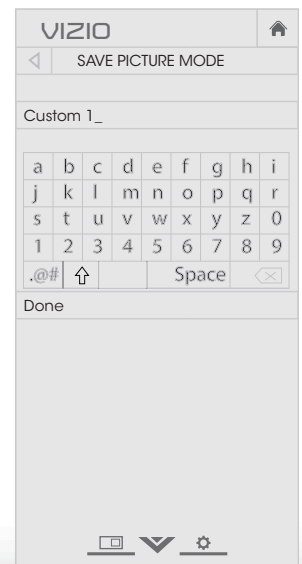 VIZIO
SAVE PICTURE MODE
Custom 1_
a b c d e f g h i
j k l m n o p q r
s t u v w x y z 0
1 2 3 4 5 6 7 8 9
.@# Space
Done